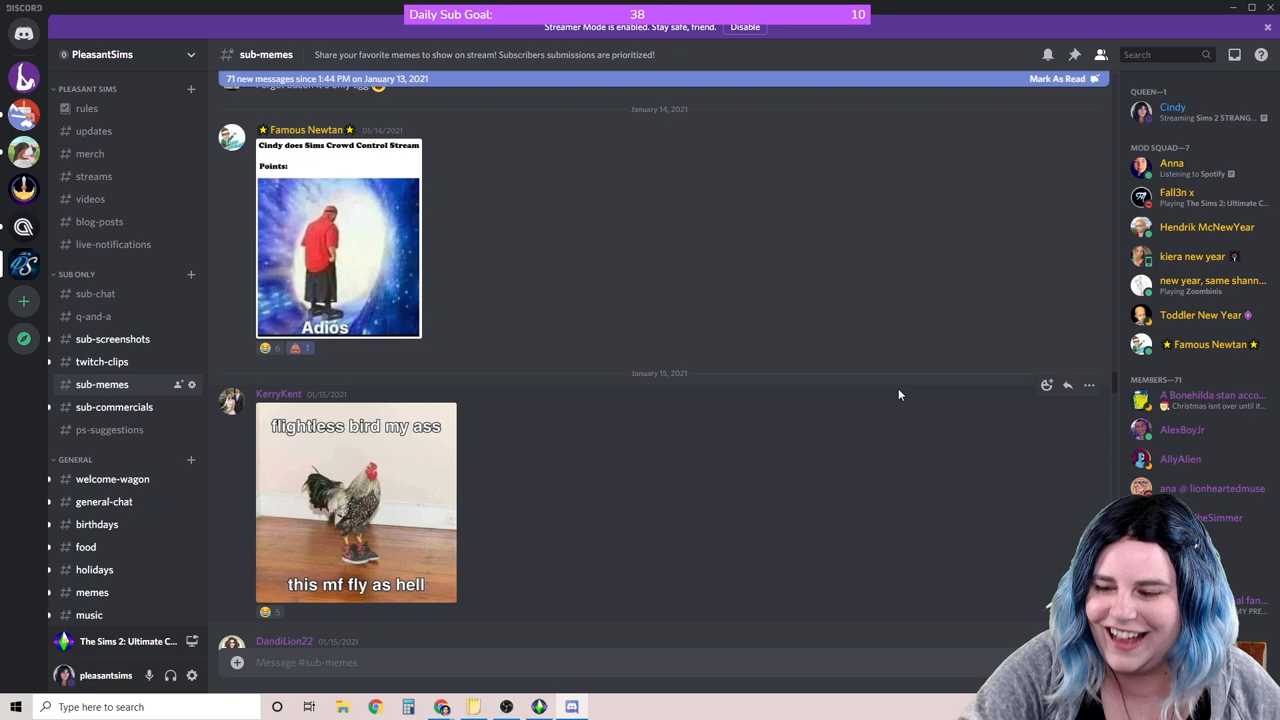 DISCORD
Daily Sub Goal: 38 10
Streamer Mode is enabled. Stay safe, friend. Disable
PleasantSims
sub-memes Share your favorite memes to show on stream! Subscribers submissions are prioritized!
Search
71 new messages since 1:44 PM on January 13, 2021 Mark As Read
PLEASANT SIMS
rules
updates
merch
streams
videos
blog-posts
live-notifications
SUB ONLY
sub-chat
q-and-a
sub-screenshots
twitch-clips
sub-memes
sub-commercials
ps-suggestions
GENERAL
welcome-wagon
general-chat
birthdays
food
holidays
memes
music
The Sims 2: Ultimate C...
pleasantsims
January 14, 2021
Famous Newtan 01/14/2021
Cindy does Sims Crowd Control Stream
Points:
Adios
6 1
January 15, 2021
KerryKent 01/15/2021
flightless bird my ass
this mf fly as hell
5
DandiLion22 01/15/2021
Message #sub-memes
QUEEN—1
Cindy
Streaming Sims 2 STRANG...
MOD SQUAD—7
Anna
Listening to Spotify
Fall3n x
Playing The Sims 2: Ultimate C...
Hendrik McNewYear
kiera new year
new year, same shann...
Playing Zoombinis
Toddler New Year
Famous Newtan
MEMBERS—71
A Bonehilda stan acco...
Christmas isnt over until it...
AlexBoyJr
AllyAlien
ana @ lionheartedmuse
Type here to search